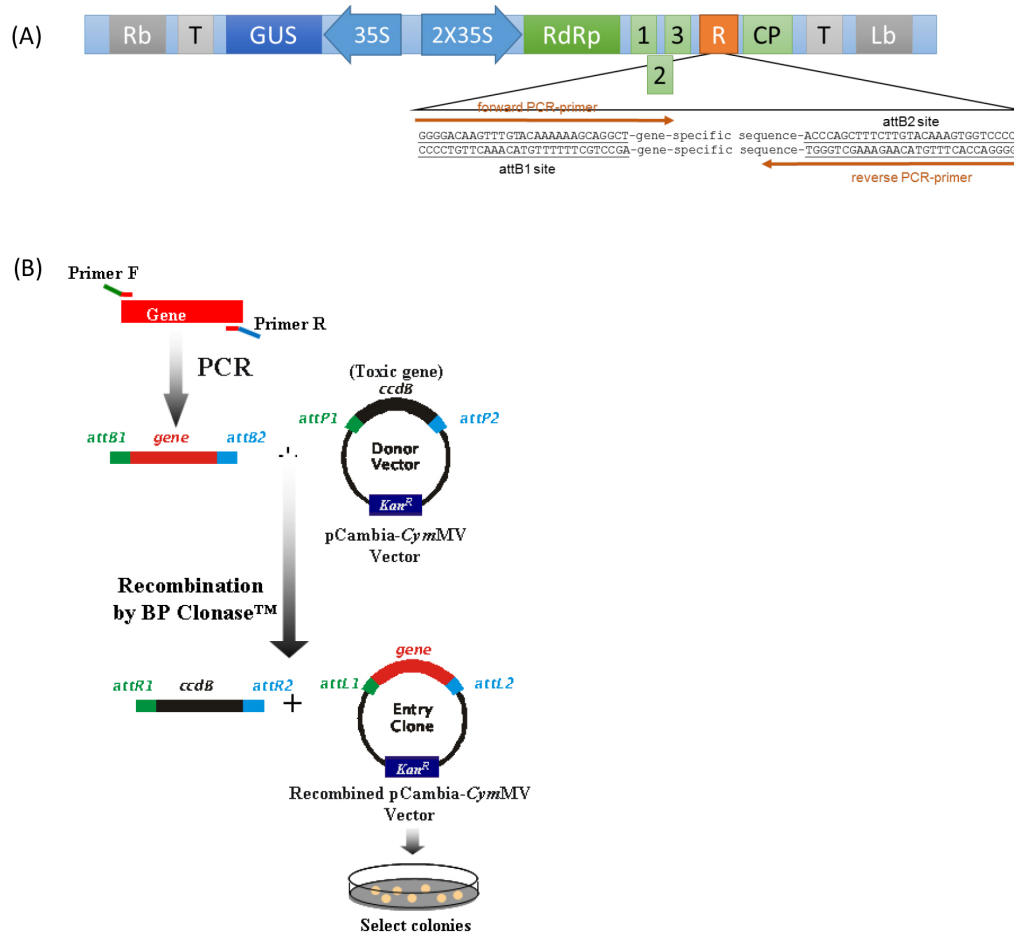 (A)
Rb T GUS 35S 2X35S RdRp 1 3 R CP T Lb
2
forward PCR-primer
attB2 site
GGGGACAAGTTTGTACAAAAAAGCAGGCT-gene-specific sequence-ACCCAGCTTTCTTGTACAAAGTGGTCCCC
CCCCTGTTCAAACATGTTTTTTCGTCCGA-gene-specific sequence-TGGGTCGAAAGAACATGTTTCACCAGGGG
attB1 site
reverse PCR-primer
(B)
Primer F
Gene
Primer R
PCR
(Toxic gene)
ccdB
attP1 attP2
attB1 gene attB2
+
Donor
Vector
Kan^R
pCambia-CymMV
Vector
Recombination
by BP Clonase™
gene
attR1 ccdB attR2 + attL1 attL2
Entry
Clone
Kan^R
Recombined pCambia-CymMV
Vector
Select colonies